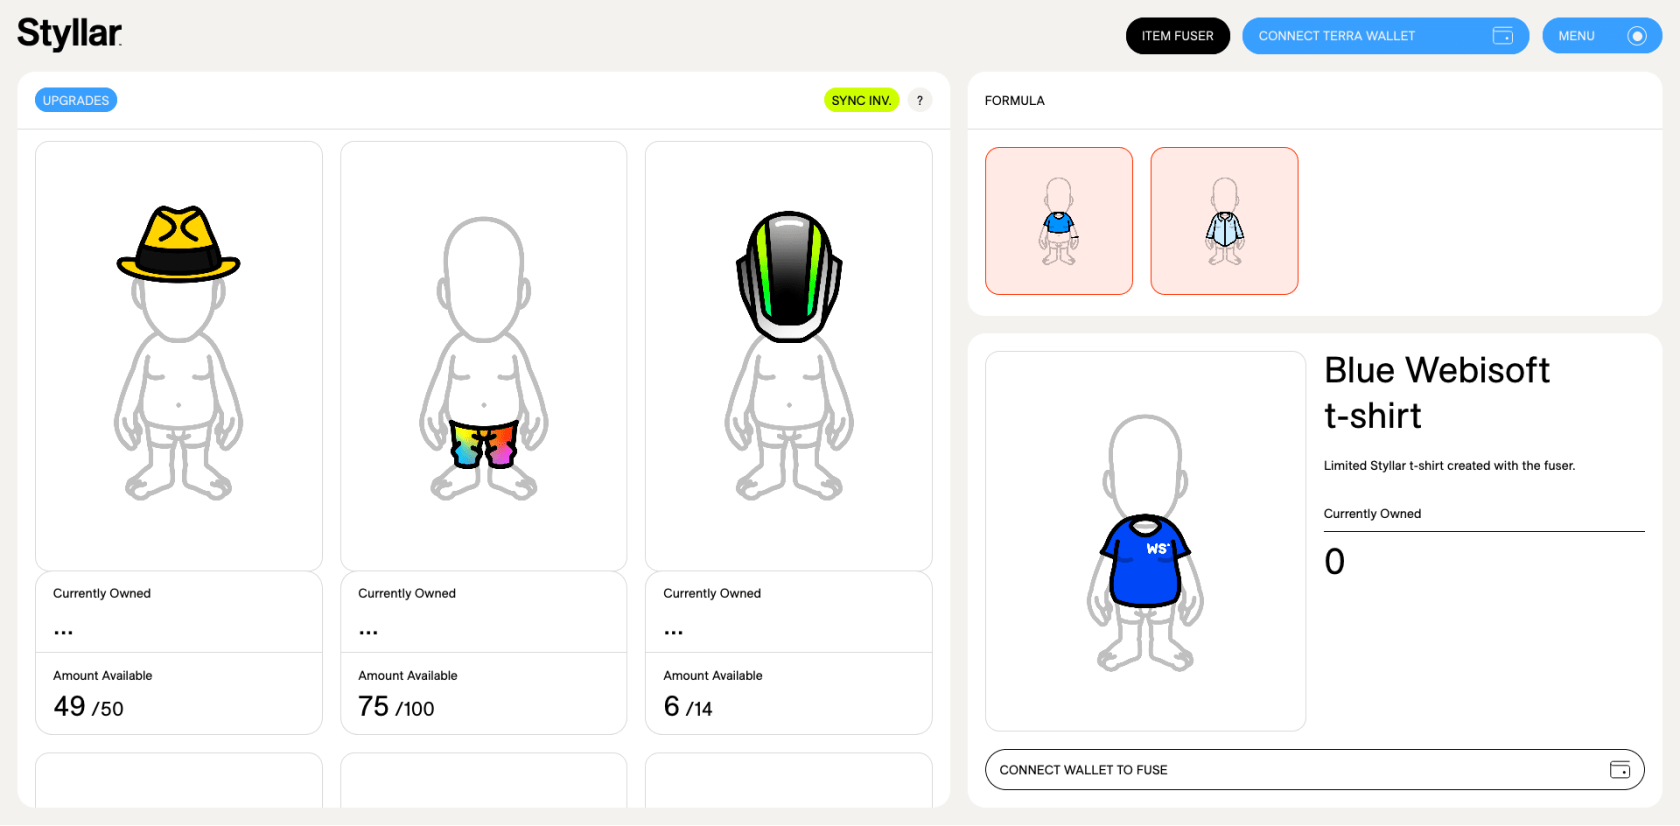 Styllar
ITEM FUSER
CONNECT TERRA WALLET
MENU
UPGRADES
SYNC INV.
?
Currently Owned
...
Amount Available
49 /50
Currently Owned
...
Amount Available
75 /100
Currently Owned
...
Amount Available
6 /14
FORMULA
WS
Blue Webisoft
t-shirt
Limited Styllar t-shirt created with the fuser.
Currently Owned
0
CONNECT WALLET TO FUSE